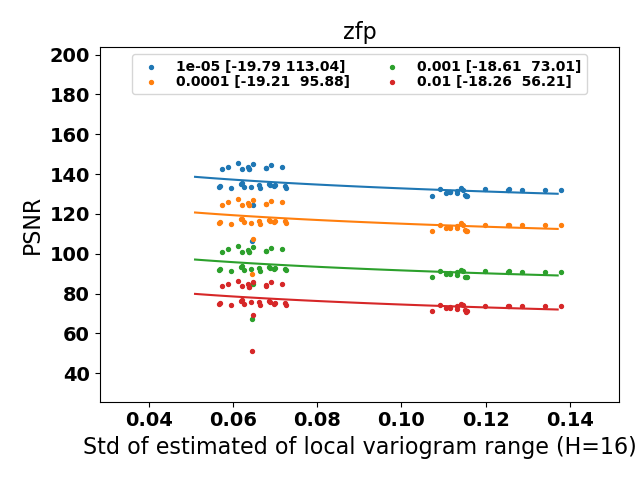 zfp
1e-05 [-19.79 113.04]
0.0001 [-19.21  95.88]
0.001 [-18.61  73.01]
0.01 [-18.26  56.21]
200
180
160
140
120
100
80
60
40
PSNR
0.04 0.06 0.08 0.10 0.12 0.14
Std of estimated of local variogram range (H=16)